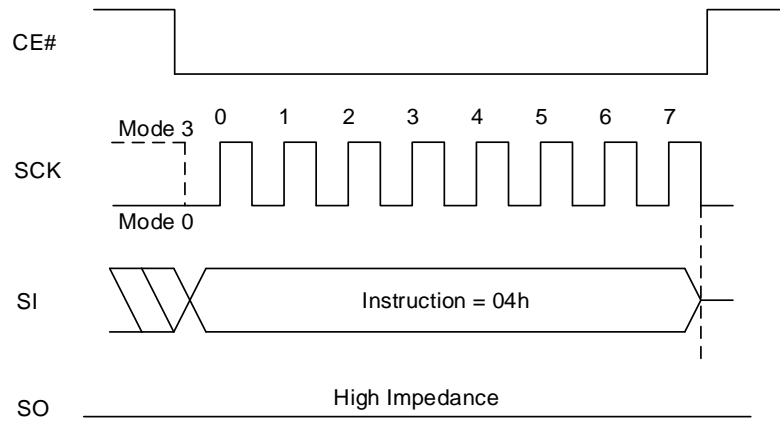 CE#
Mode 3
0 1 2 3 4 5 6 7
SCK
Mode 0
SI
Instruction = 04h
SO
High Impedance